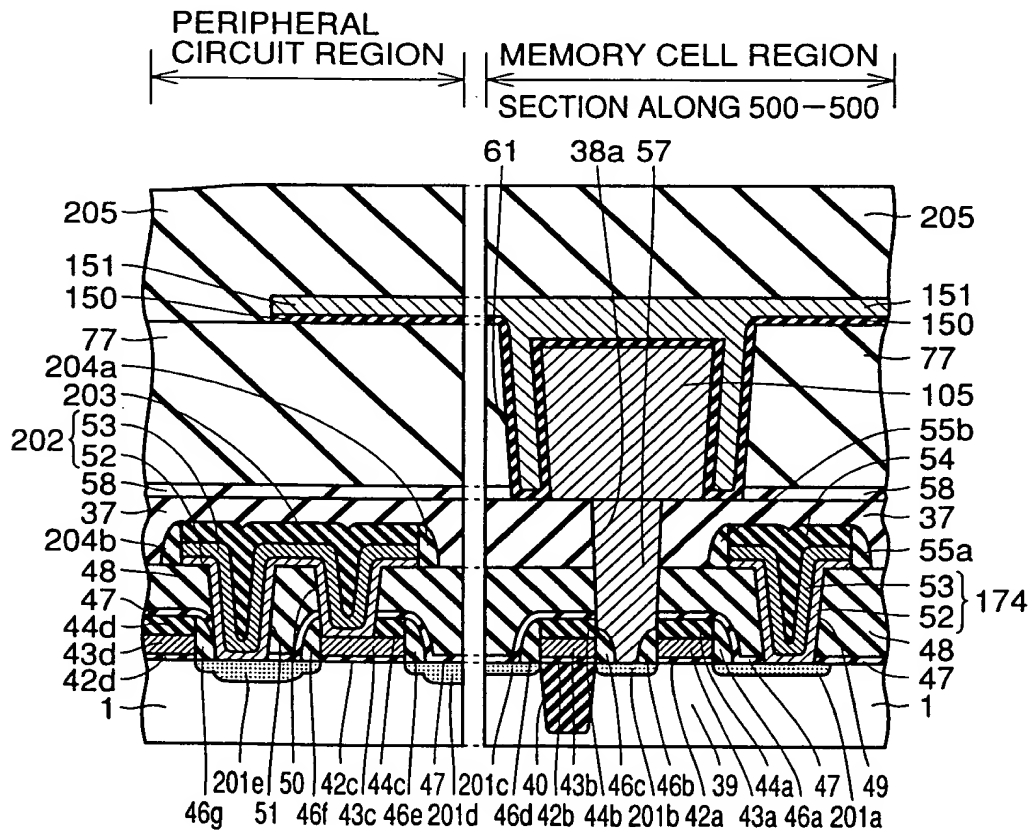 PERIPHERAL
CIRCUIT REGION
MEMORY CELL REGION
SECTION ALONG 500-500
61 38a 57
205
205
151
151
150
150
77
77
204a
105
203
55b
202 { 53
52
54
58
58
37
37
204b
55a
48
53
52 } 174
47
44d
48
43d
47
42d
1
1
201e 50 42c 44c 47 201c 40 43b 46c 46b 39 44a 47 49
46g 51 46f 43c 46e 201d 46d 42b 44b 201b 42a 43a 46a 201a